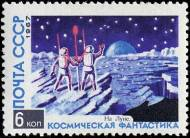 ПОЧТА СССР
1967
6 КОП
На Луне.
КОСМИЧЕСКАЯ ФАНТАСТИКА